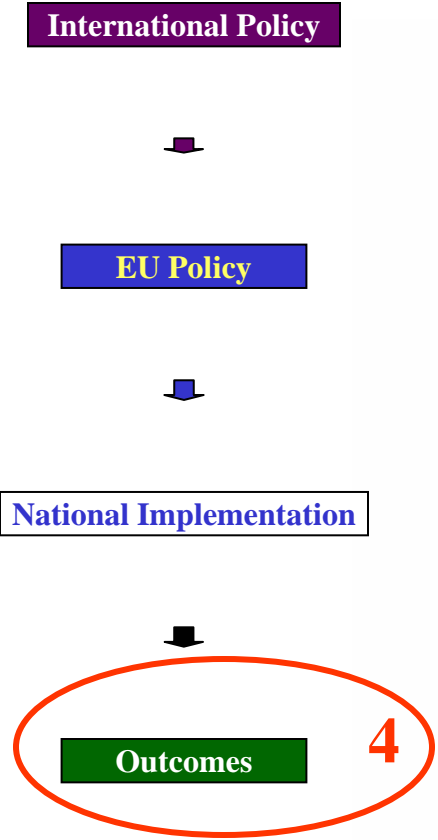 International Policy
EU Policy
National Implementation
4
Outcomes